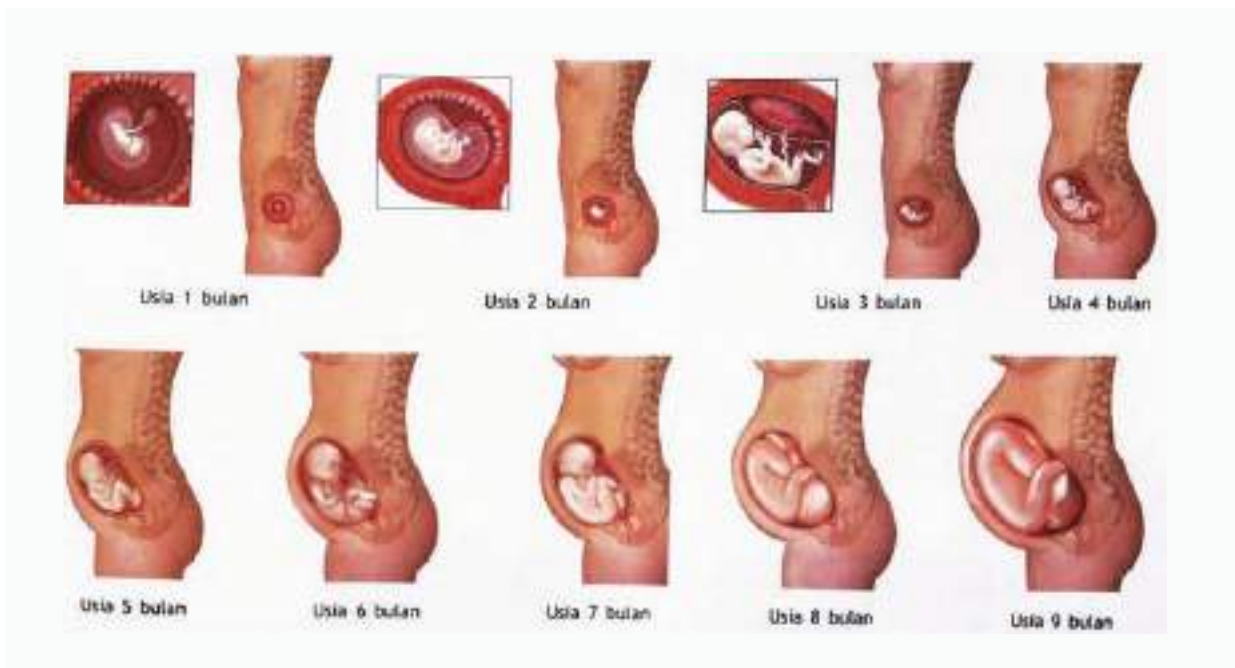 Usia 1 bulan
Usia 2 bulan
Usia 3 bulan
Usia 4 bulan
Usia 5 bulan
Usia 6 bulan
Usia 7 bulan
Usia 8 bulan
Usia 9 bulan